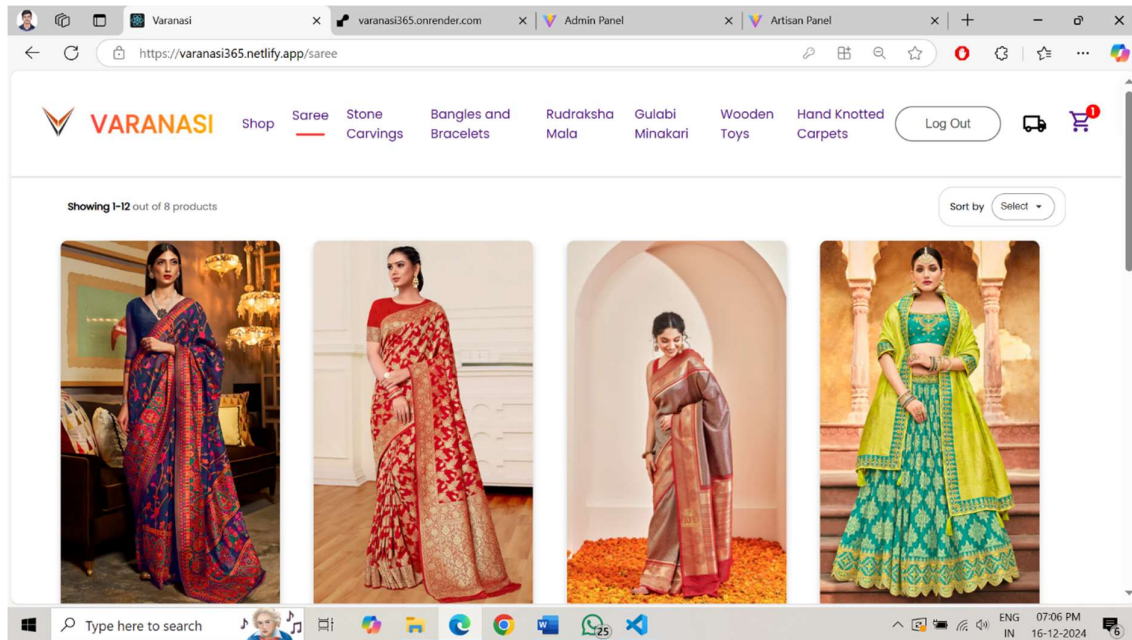 Varanasi
varanasi365.onrender.com
Admin Panel
Artisan Panel
https://varanasi365.netlify.app/saree
VARANASI
Shop
Saree
Stone
Carvings
Bangles and
Bracelets
Rudraksha
Mala
Gulabi
Minakari
Wooden
Toys
Hand Knotted
Carpets
Log Out
1
Showing 1-12 out of 8 products
Sort by
Select
Type here to search
25
ENG
IN
07:06 PM
16-12-2024
6